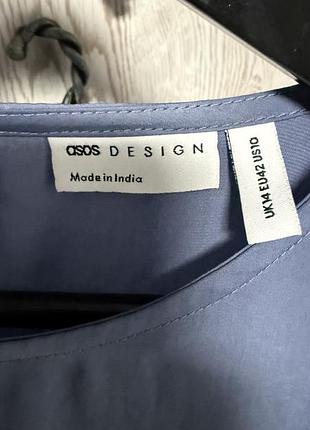 asos DESIGN
Made in India
UK14 EU42 US10